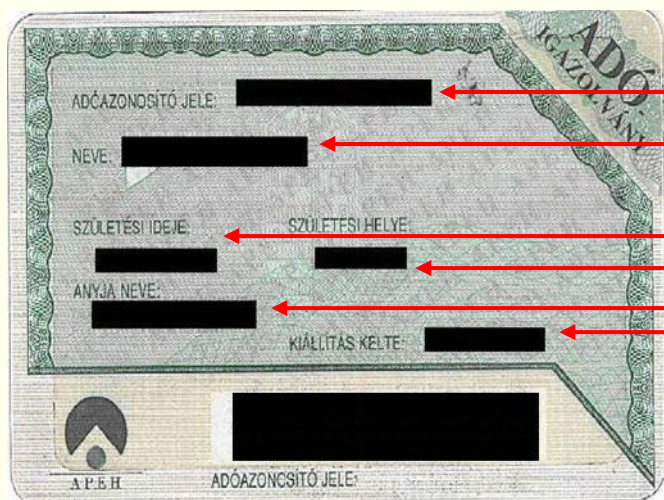 ADÓ-
IGAZOLVÁNY
ADÓAZONOSÍTÓ JELE:
NEVE:
SZÜLETÉSI IDEJE: SZÜLETÉSI HELYE:
ANYJA NEVE:
KIÁLLÍTÁS KELTE:
APEH
ADÓAZONOSÍTÓ JELE: